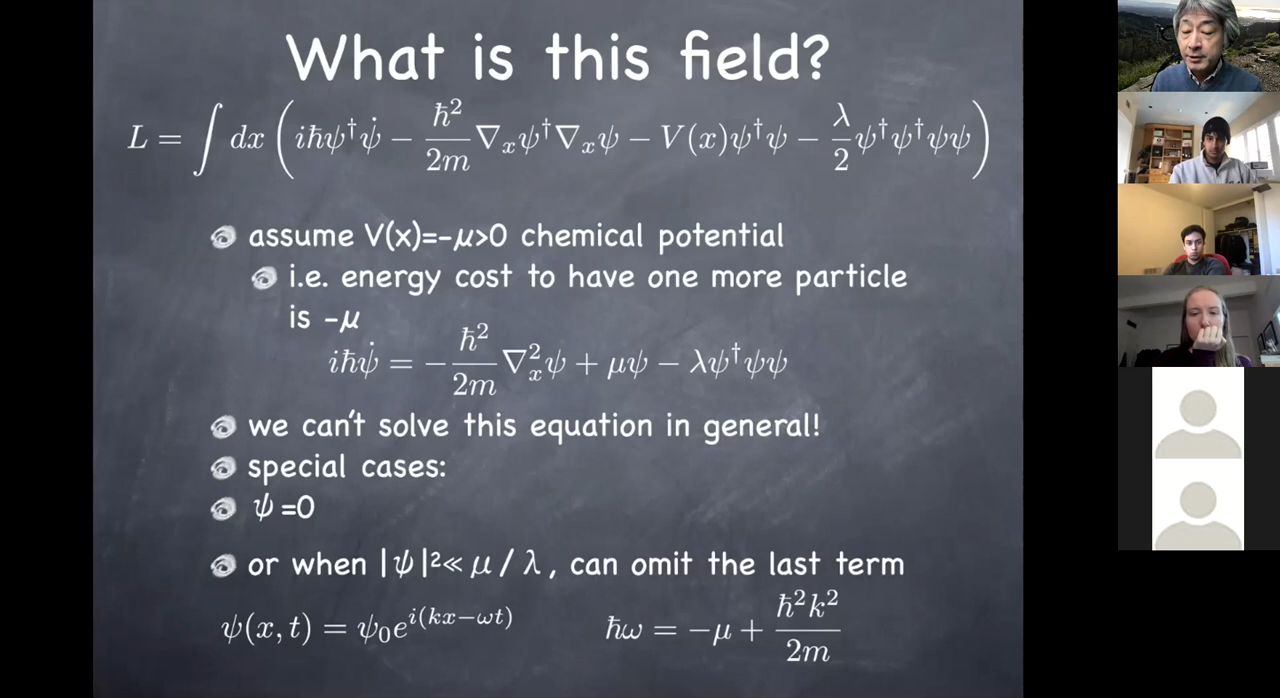 What is this field?
L = ∫ dx ( iħψ†ψ̇ − ħ²/2m ∇ₓψ†∇ₓψ − V(x)ψ†ψ − λ/2 ψ†ψ†ψψ )
assume V(x)=-μ>0 chemical potential
i.e. energy cost to have one more particle
is -μ
iħψ̇ = − ħ²/2m ∇ₓ²ψ + μψ − λψ†ψψ
we can't solve this equation in general!
special cases:
ψ =0
or when |ψ|²≪ μ / λ, can omit the last term
ψ(x, t) = ψ₀e^{i(kx−ωt)} ħω = −μ + ħ²k²/2m